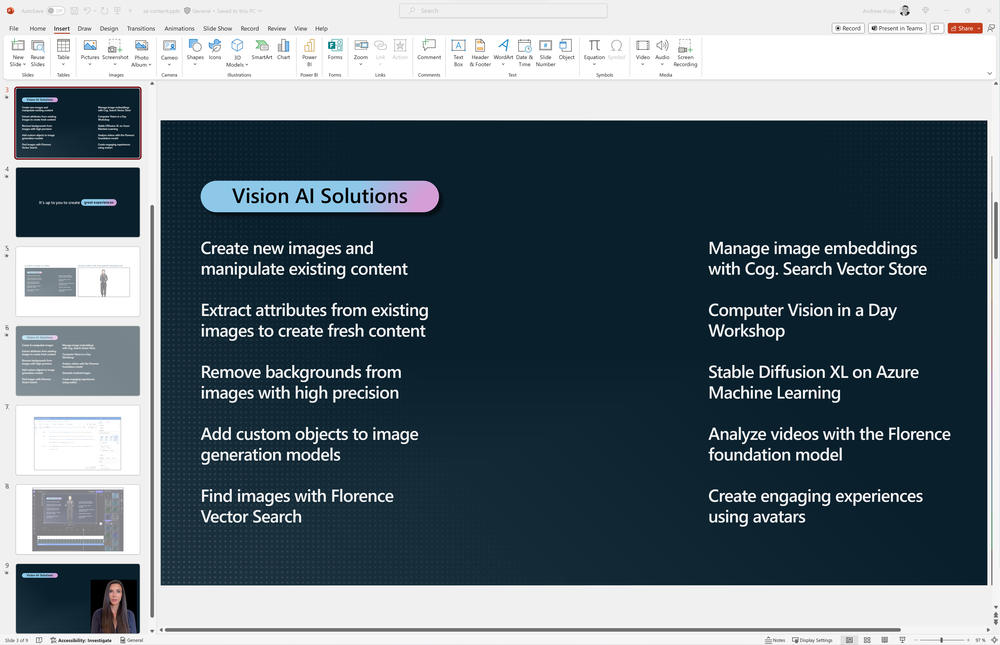 AutoSave Off sa-content.pptx General • Saved to this PC Search Andreas Kopp
File Home Insert Draw Design Transitions Animations Slide Show Record Review View Help Record Present in Teams Share
New Slide Reuse Slides Table Pictures Screenshot Photo Album Cameo Shapes Icons 3D Models SmartArt Chart Power BI Forms Zoom Link Action Comment Text Box Header & Footer WordArt Date & Time Slide Number Object Equation Symbol Video Audio Screen Recording
Slides Tables Images Camera Illustrations Power BI Forms Links Comments Text Symbols Media
3
Vision AI Solutions
Create new images and
manipulate existing content
Extract attributes from existing
images to create fresh content
Remove backgrounds from
images with high precision
Add custom objects to image
generation models
Find images with Florence
Vector Search
Manage image embeddings
with Cog. Search Vector Store
Computer Vision in a Day
Workshop
Stable Diffusion XL on Azure
Machine Learning
Analyze videos with the Florence
foundation model
Create engaging experiences
using avatars
4
It's up to you to create great experiences
5
Content image or video Avatar video with transparent background
6
Vision AI Solutions
Create & manipulate images
Extract attributes from existing
images to create fresh content
Remove backgrounds from
images with high precision
Add custom objects to image
generation models
Find images with Florence
Vector Search
Manage image embeddings
with Cog. Search Vector Store
Computer Vision in a Day
Workshop
Analyze videos with the Florence
foundation model
Generate medical images
Create engaging experiences
using avatars
7
8
9
Vision AI Solutions
Vision AI Solutions
Create new images and
manipulate existing content
Extract attributes from existing
images to create fresh content
Remove backgrounds from
images with high precision
Add custom objects to image
generation models
Find images with Florence
Vector Search
Manage image embeddings
with Cog. Search Vector Store
Computer Vision in a Day
Workshop
Stable Diffusion XL on Azure
Machine Learning
Analyze videos with the Florence
foundation model
Create engaging experiences
using avatars
Slide 3 of 9 Accessibility: Investigate General Notes Display Settings 97 %